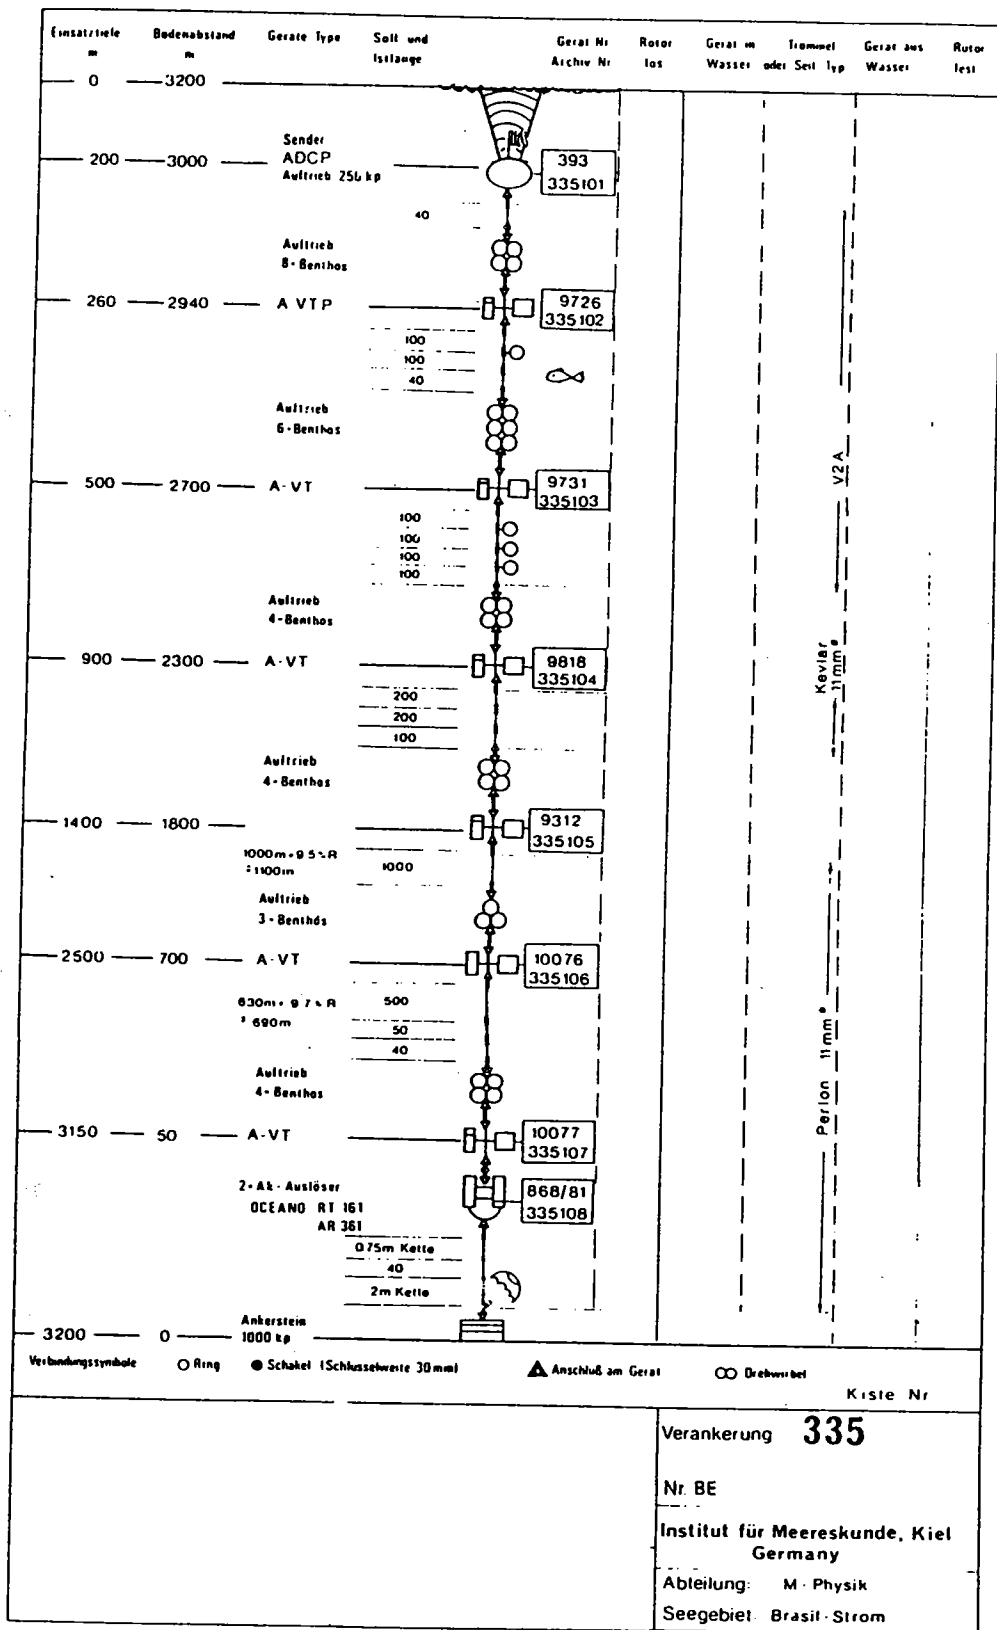 Einsatztiefe m Bodenabstand m Geräte Type Soll und Istlänge Gerät Nr Archiv Nr Rotor los Gerät im Wasser Trommel oder Seil Typ Gerät aus Wasser Rotor fest
0 3200
Sender
200 3000 ADCP 393
Auftrieb 250 kp 335101
40
Auftrieb
8-Benthos
260 2940 A VTP 9726
335102
100
100
40
Auftrieb
6-Benthos
V2A
500 2700 A-VT 9731
335103
100
100
100
100
Auftrieb
4-Benthos
900 2300 A-VT 9818
335104
Kevlar 11mm ø
200
200
100
Auftrieb
4-Benthos
1400 1800 9312
335105
1000m + 9.5% R
= 1100m
1000
Auftrieb
3-Benthos
2500 700 A-VT 10076
335106
630m + 9.7% R
= 690m
500
50
40
Perlon 11mm ø
Auftrieb
4-Benthos
3150 50 A-VT 10077
335107
2-Ak-Auslöser 868/81
OCEANO RT 161 335108
AR 361
0.75m Kette
40
2m Kette
Ankerstein
3200 0 1000 kp
Verbindungssymbole Ring Schäkel (Schlüsselweite 30mm) Anschluß am Gerät Drehwirbel
Kiste Nr
Verankerung 335
Nr. BE
Institut für Meereskunde, Kiel
Germany
Abteilung: M-Physik
Seegebiet Brasil-Strom